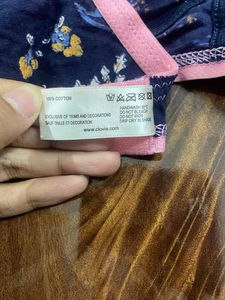 100% COTTON
EXCLUSIVE OF TRIMS AND DECORATIONS
SAUF TAILLE ET DECORATION.
HANDWASH 30°C
DO NOT BLEACH
DO NOT IRON
DRIP DRY IN SHADE
www.clovia.com